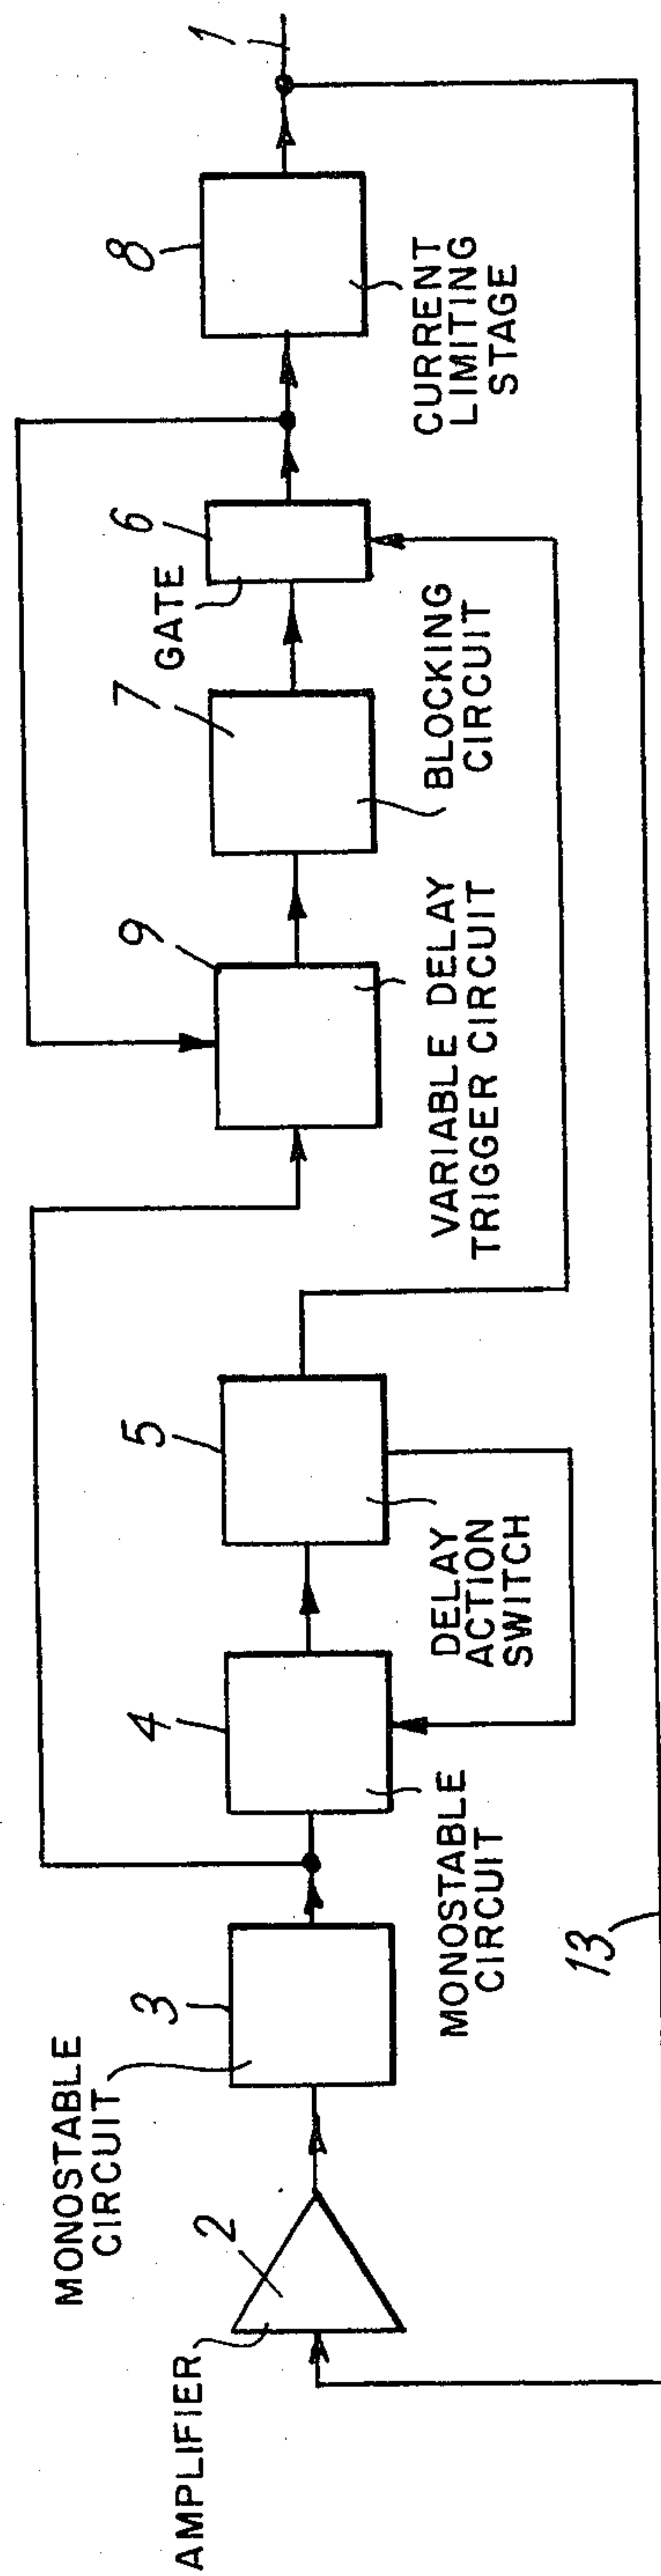 AMPLIFIER
2
MONOSTABLE
CIRCUIT
3
MONOSTABLE
CIRCUIT
4
DELAY
ACTION
SWITCH
5
VARIABLE DELAY
TRIGGER CIRCUIT
9
BLOCKING
CIRCUIT
7
GATE
6
CURRENT
LIMITING
STAGE
8
1
13